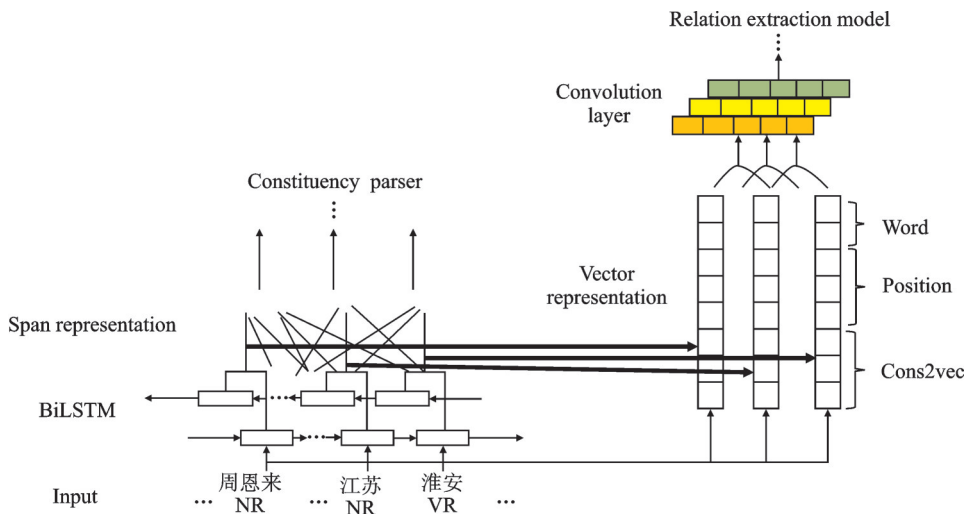 Relation extraction model
Convolution
layer
Constituency parser
Word
Vector
representation
Position
Span representation
Cons2vec
BiLSTM
Input
... 周恩来 ... 江苏 淮安 ...
NR NR VR